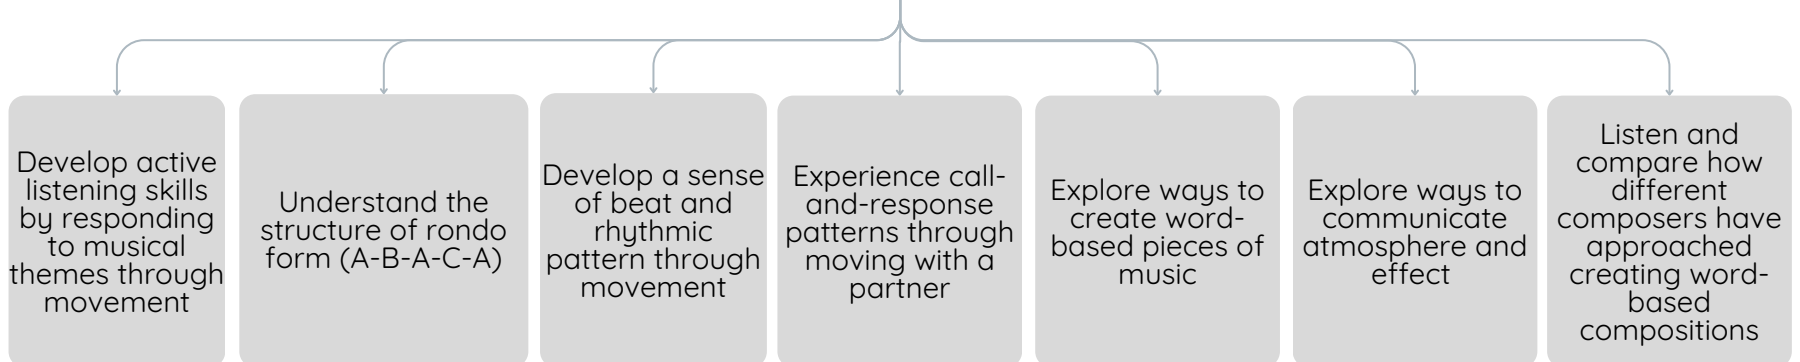 Develop active
listening skills
by responding
to musical
themes through
movement
Understand the
structure of rondo
form (A-B-A-C-A)
Develop a sense
of beat and
rhythmic
pattern through
movement
Experience call-
and-response
patterns through
moving with a
partner
Explore ways to
create word-
based pieces of
music
Explore ways to
communicate
atmosphere and
effect
Listen and
compare how
different
composers have
approached
creating word-
based
compositions